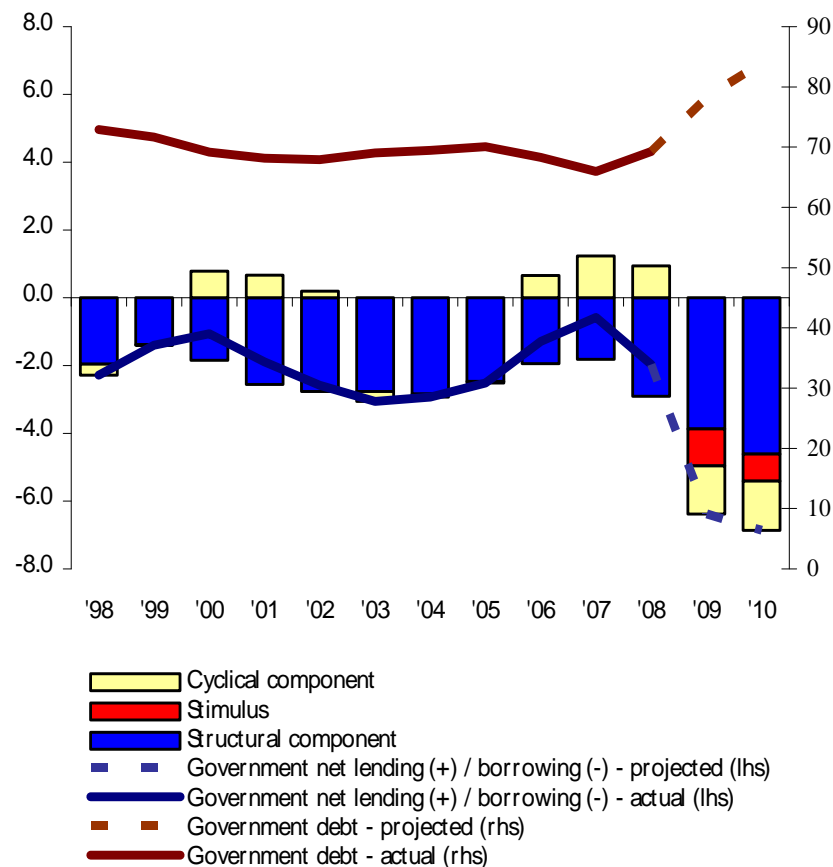 8.0
6.0
4.0
2.0
0.0
-2.0
-4.0
-6.0
-8.0
90
80
70
60
50
40
30
20
10
0
'98 '99 '00 '01 '02 '03 '04 '05 '06 '07 '08 '09 '10
Cyclical component
Stimulus
Structural component
Government net lending (+) / borrowing (-) - projected (lhs)
Government net lending (+) / borrowing (-) - actual (lhs)
Government debt - projected (rhs)
Government debt - actual (rhs)